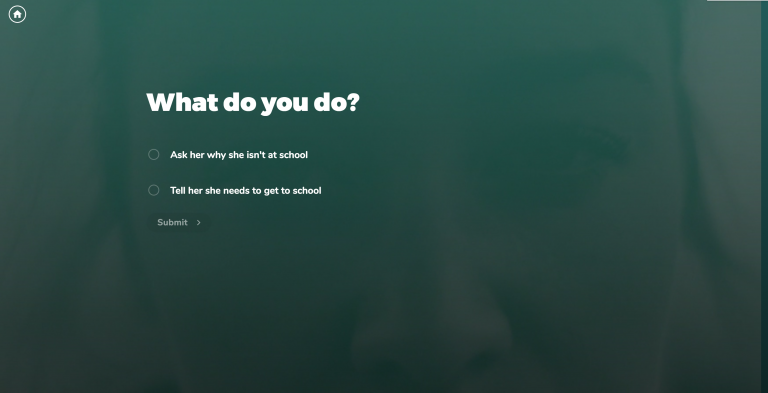 What do you do?
Ask her why she isn't at school
Tell her she needs to get to school
Submit